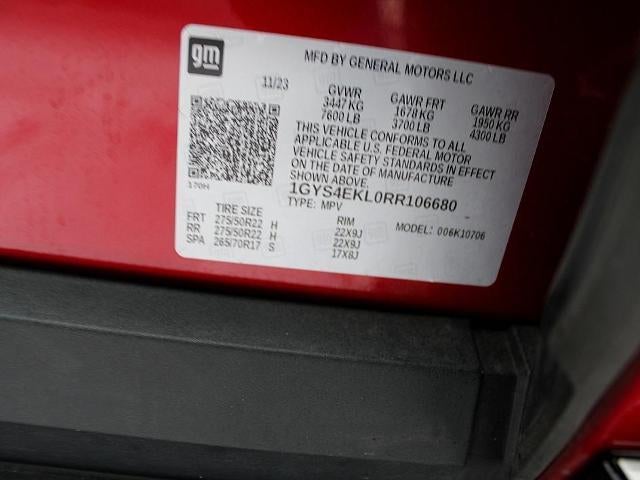 gm
MFD BY GENERAL MOTORS LLC
11/23
GVWR GAWR FRT GAWR RR
3447 KG 1678 KG 1950 KG
7600 LB 3700 LB 4300 LB
THIS VEHICLE CONFORMS TO ALL
APPLICABLE U.S. FEDERAL MOTOR
VEHICLE SAFETY STANDARDS IN EFFECT
ON THE DATE OF MANUFACTURE
SHOWN ABOVE.
170H
1GYS4EKL0RR106680
TYPE: MPV
TIRE SIZE RIM MODEL: 006K10706
FRT 275/50R22 H 22X9J
RR 275/50R22 H 22X9J
SPA 265/70R17 S 17X8J